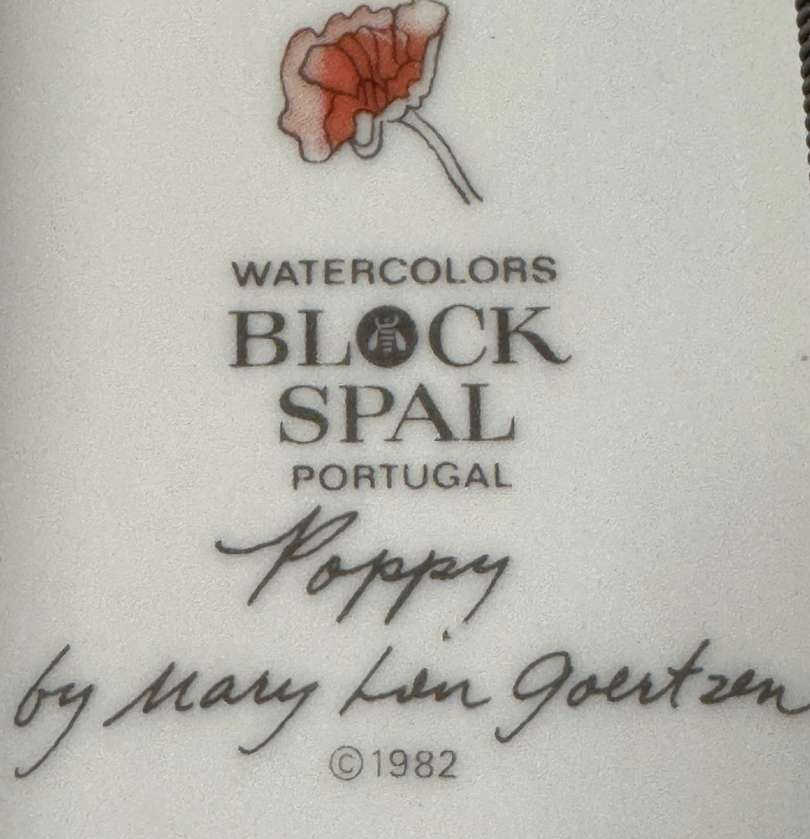 WATERCOLORS
BLOCK
SPAL
PORTUGAL
Poppy
by Mary Lou Goertzen
©1982